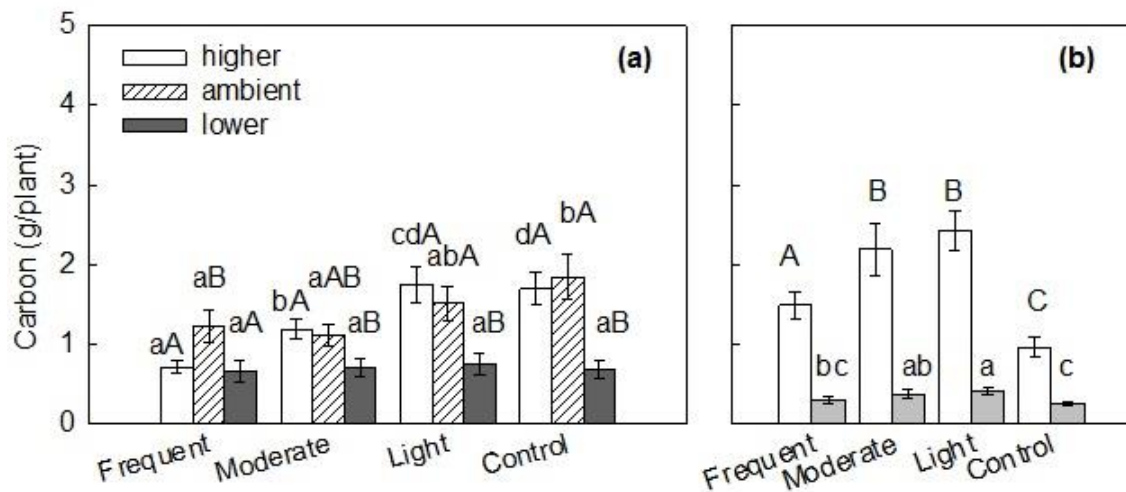 Carbon (g/plant)
5
4
3
2
1
0
higher
ambient
lower
(a)
aA
aB
aA
bA
aAB
aB
cdA
abA
aB
dA
bA
aB
Frequent
Moderate
Light
Control
(b)
A
bc
B
ab
B
a
C
c
Frequent
Moderate
Light
Control